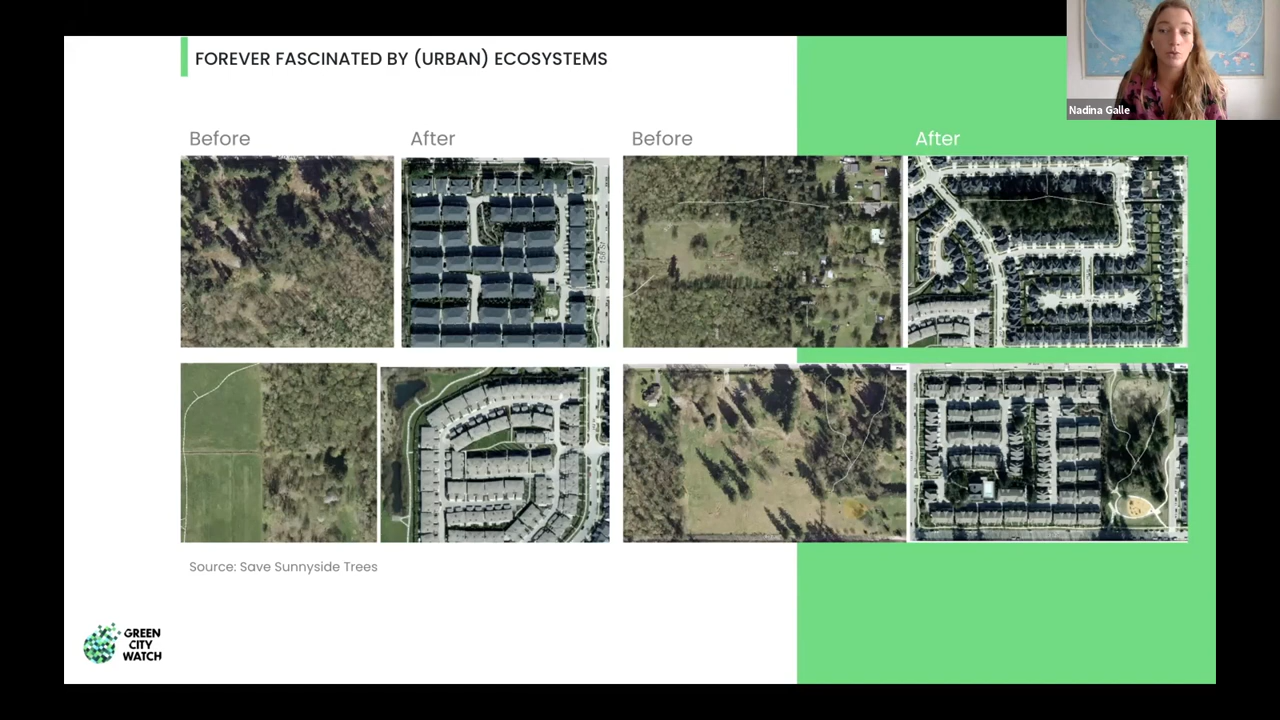 FOREVER FASCINATED BY (URBAN) ECOSYSTEMS
Nadina Galle
Before
After
Before
After
Source: Save Sunnyside Trees
GREEN
CITY
WATCH